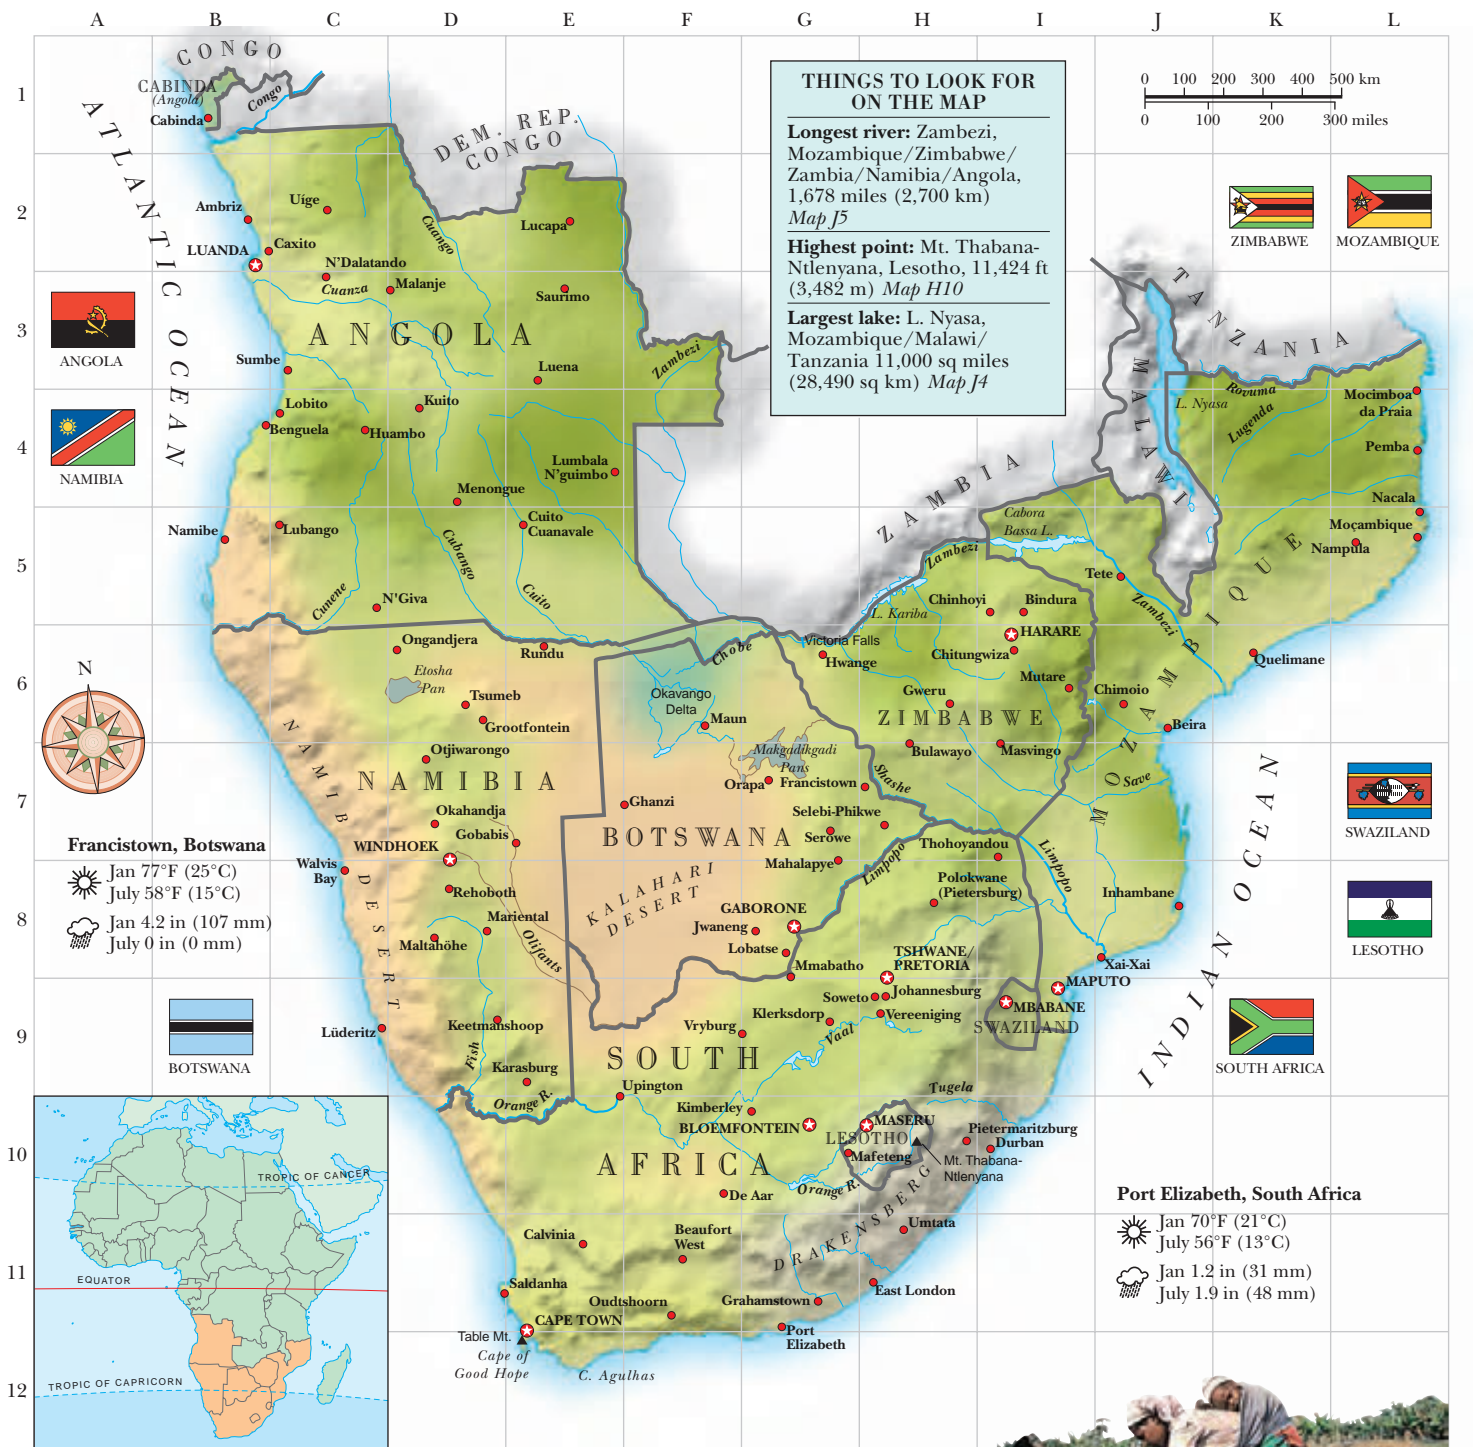 A B C D E F G H I J K L
1
2
3
4
5
6
7
8
9
10
11
12
CONGO
CABINDA
(Angola)
Cabinda
Congo
DEM. REP.
CONGO
ATLANTIC OCEAN
THINGS TO LOOK FOR
ON THE MAP
Longest river: Zambezi,
Mozambique/Zimbabwe/
Zambia/Namibia/Angola,
1,678 miles (2,700 km)
Map J5
Highest point: Mt. Thabana-
Ntlenyana, Lesotho, 11,424 ft
(3,482 m) Map H10
Largest lake: L. Nyasa,
Mozambique/Malawi/
Tanzania 11,000 sq miles
(28,490 sq km) Map J4
0 100 200 300 400 500 km
0 100 200 300 miles
ZIMBABWE
MOZAMBIQUE
ANGOLA
NAMIBIA
Ambriz
Uíge
LUANDA
Caxito
N'Dalatando
Cuanza
Malanje
Cuango
Lucapa
Saurimo
ANGOLA
Sumbe
Luena
Zambezi
Lobito
Benguela
Kuito
Huambo
Lumbala
N'guimbo
Menongue
Namibe
Lubango
Cuito
Cuanavale
Cubango
Cunene
N'Giva
Cuito
TANZANIA
MALAWI
L. Nyasa
Rovuma
Lugenda
Mocimboa
da Praia
Pemba
Nacala
Moçambique
Nampula
ZAMBIA
Cabora
Bassa L.
Zambezi
Tete
Zambezi
MOZAMBIQUE
L. Kariba
Chinhoyi
Bindura
HARARE
Chitungwiza
Victoria Falls
Hwange
Mutare
Chimoio
Quelimane
Gweru
ZIMBABWE
Beira
Bulawayo
Masvingo
Save
N
Ongandjera
Rundu
Etosha
Pan
Tsumeb
Grootfontein
Otjiwarongo
NAMIBIA
Okahandja
Gobabis
WINDHOEK
Walvis
Bay
Rehoboth
Mariental
Maltahöhe
Olifants
NAMIB DESERT
Lüderitz
Keetmanshoop
Fish
Karasburg
Orange R.
Chobe
Okavango
Delta
Maun
Makgadikgadi
Pans
Orapa
Francistown
Shashe
Ghanzi
BOTSWANA
Selebi-Phikwe
Serowe
Mahalapye
Limpopo
KALAHARI
DESERT
GABORONE
Jwaneng
Lobatse
Mmabatho
Thohoyandou
Polokwane
(Pietersburg)
Limpopo
Inhambane
Xai-Xai
MAPUTO
TSHWANE/
PRETORIA
Johannesburg
Soweto
Vereeniging
MBABANE
SWAZILAND
Klerksdorp
Vaal
Vryburg
SOUTH
AFRICA
Upington
Kimberley
BLOEMFONTEIN
Tugela
MASERU
LESOTHO
Mafeteng
Pietermaritzburg
Durban
Mt. Thabana-
Ntlenyana
Orange R.
De Aar
DRAKENSBERG
Umtata
Calvinia
Beaufort
West
Saldanha
Oudtshoorn
Grahamstown
East London
CAPE TOWN
Table Mt.
Cape of
Good Hope
C. Agulhas
Port
Elizabeth
INDIAN OCEAN
SWAZILAND
LESOTHO
SOUTH AFRICA
Francistown, Botswana
Jan 77°F (25°C)
July 58°F (15°C)
Jan 4.2 in (107 mm)
July 0 in (0 mm)
BOTSWANA
TROPIC OF CANCER
EQUATOR
TROPIC OF CAPRICORN
Port Elizabeth, South Africa
Jan 70°F (21°C)
July 56°F (13°C)
Jan 1.2 in (31 mm)
July 1.9 in (48 mm)